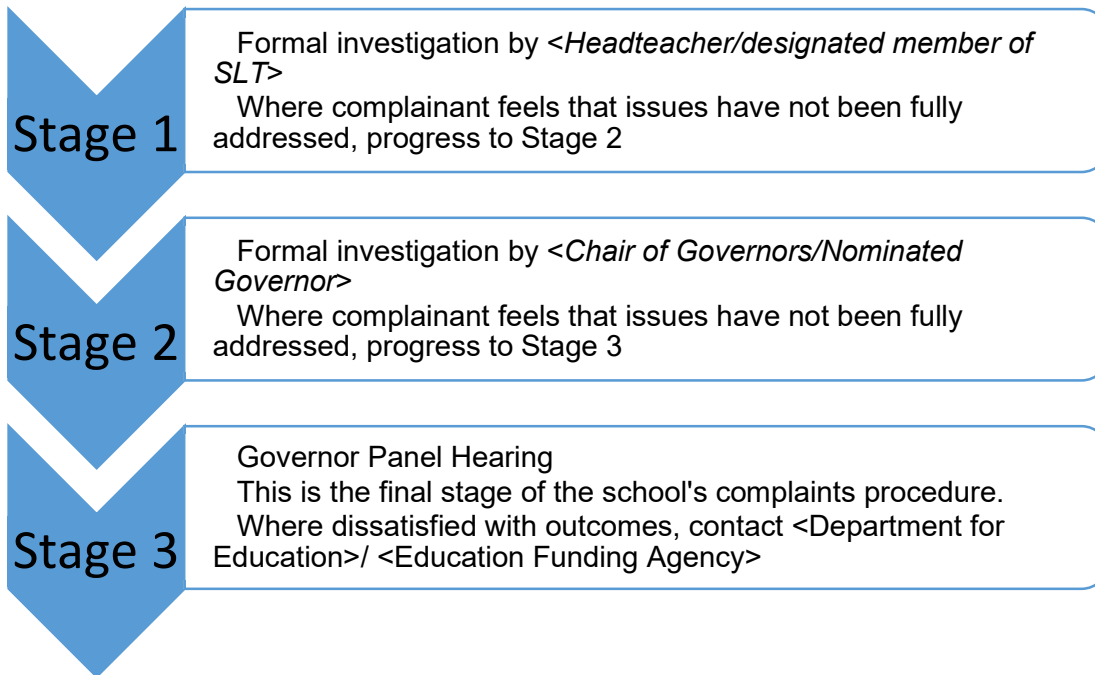 Stage 1
Formal investigation by <Headteacher/designated member of
SLT>
Where complainant feels that issues have not been fully
addressed, progress to Stage 2
Stage 2
Formal investigation by <Chair of Governors/Nominated
Governor>
Where complainant feels that issues have not been fully
addressed, progress to Stage 3
Stage 3
Governor Panel Hearing
This is the final stage of the school's complaints procedure.
Where dissatisfied with outcomes, contact <Department for
Education>/ <Education Funding Agency>